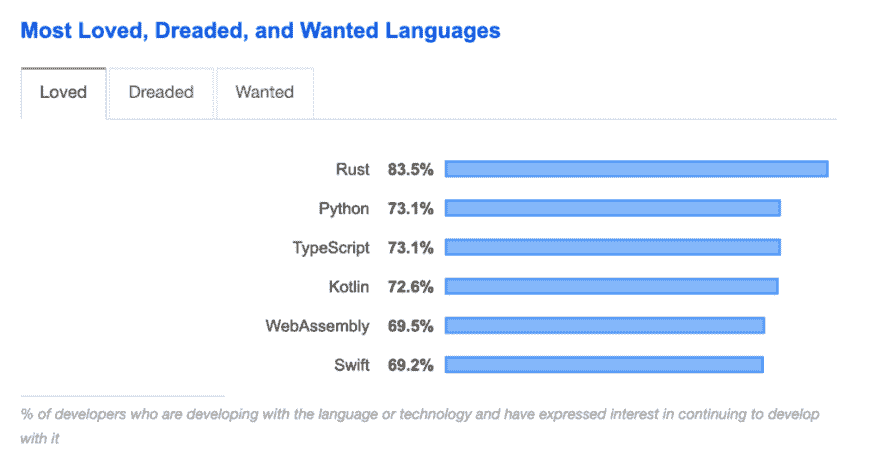 Most Loved, Dreaded, and Wanted Languages
Loved Dreaded Wanted
Rust 83.5%
Python 73.1%
TypeScript 73.1%
Kotlin 72.6%
WebAssembly 69.5%
Swift 69.2%
% of developers who are developing with the language or technology and have expressed interest in continuing to develop
with it